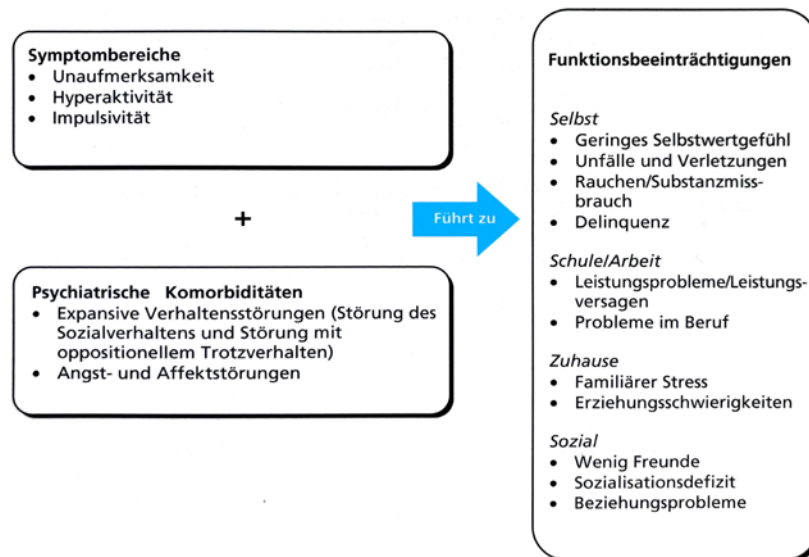 Symptombereiche
• Unaufmerksamkeit
• Hyperaktivität
• Impulsivität
+
Psychiatrische Komorbiditäten
• Expansive Verhaltensstörungen (Störung des
Sozialverhaltens und Störung mit
oppositionellem Trotzverhalten)
• Angst- und Affektstörungen
Führt zu
Funktionsbeeinträchtigungen
Selbst
• Geringes Selbstwertgefühl
• Unfälle und Verletzungen
• Rauchen/Substanzmiss-
brauch
• Delinquenz
Schule/Arbeit
• Leistungsprobleme/Leistungs-
versagen
• Probleme im Beruf
Zuhause
• Familiärer Stress
• Erziehungsschwierigkeiten
Sozial
• Wenig Freunde
• Sozialisationsdefizit
• Beziehungsprobleme